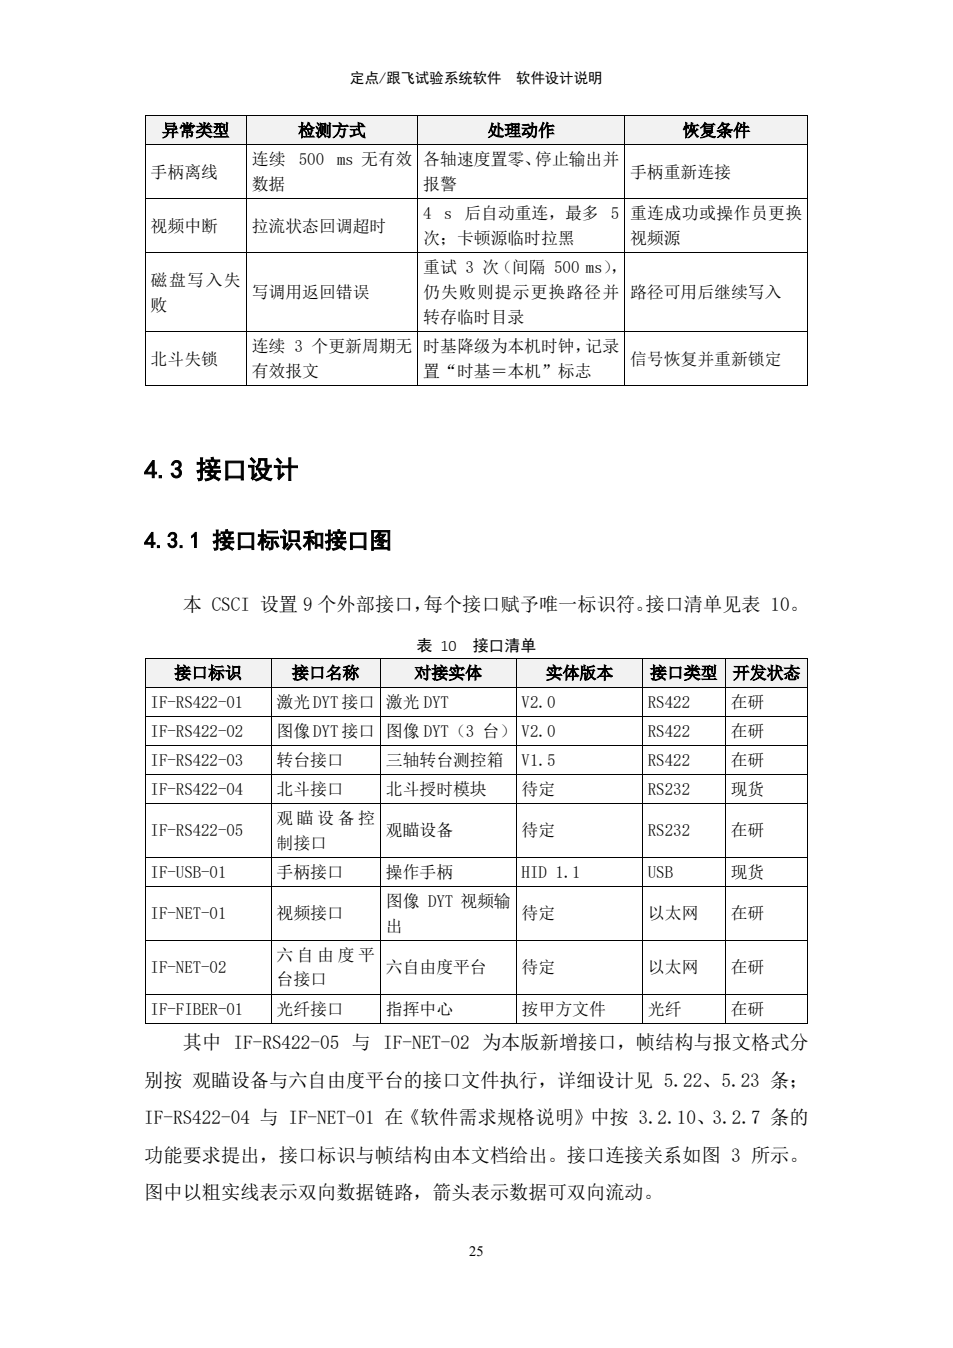 定点/跟飞试验系统软件　软件设计说明
异常类型 检测方式 处理动作 恢复条件
手柄离线 连续 500 ms 无有效数据 各轴速度置零、停止输出并报警 手柄重新连接
视频中断 拉流状态回调超时 4 s 后自动重连，最多 5 次；卡顿源临时拉黑 重连成功或操作员更换视频源
磁盘写入失败 写调用返回错误 重试 3 次（间隔 500 ms），仍失败则提示更换路径并转存临时目录 路径可用后继续写入
北斗失锁 连续 3 个更新周期无有效报文 时基降级为本机时钟，记录置“时基＝本机”标志 信号恢复并重新锁定
4.3 接口设计
4.3.1 接口标识和接口图
本 CSCI 设置 9 个外部接口，每个接口赋予唯一标识符。接口清单见表 10。
表 10　接口清单
接口标识 接口名称 对接实体 实体版本 接口类型 开发状态
IF-RS422-01 激光 DYT 接口 激光 DYT V2.0 RS422 在研
IF-RS422-02 图像 DYT 接口 图像 DYT（3 台） V2.0 RS422 在研
IF-RS422-03 转台接口 三轴转台测控箱 V1.5 RS422 在研
IF-RS422-04 北斗接口 北斗授时模块 待定 RS232 现货
IF-RS422-05 观瞄设备控制接口 观瞄设备 待定 RS232 在研
IF-USB-01 手柄接口 操作手柄 HID 1.1 USB 现货
IF-NET-01 视频接口 图像 DYT 视频输出 待定 以太网 在研
IF-NET-02 六自由度平台接口 六自由度平台 待定 以太网 在研
IF-FIBER-01 光纤接口 指挥中心 按甲方文件 光纤 在研
其中 IF-RS422-05 与 IF-NET-02 为本版新增接口，帧结构与报文格式分
别按 观瞄设备与六自由度平台的接口文件执行，详细设计见 5.22、5.23 条；
IF-RS422-04 与 IF-NET-01 在《软件需求规格说明》中按 3.2.10、3.2.7 条的
功能要求提出，接口标识与帧结构由本文档给出。接口连接关系如图 3 所示。
图中以粗实线表示双向数据链路，箭头表示数据可双向流动。
25